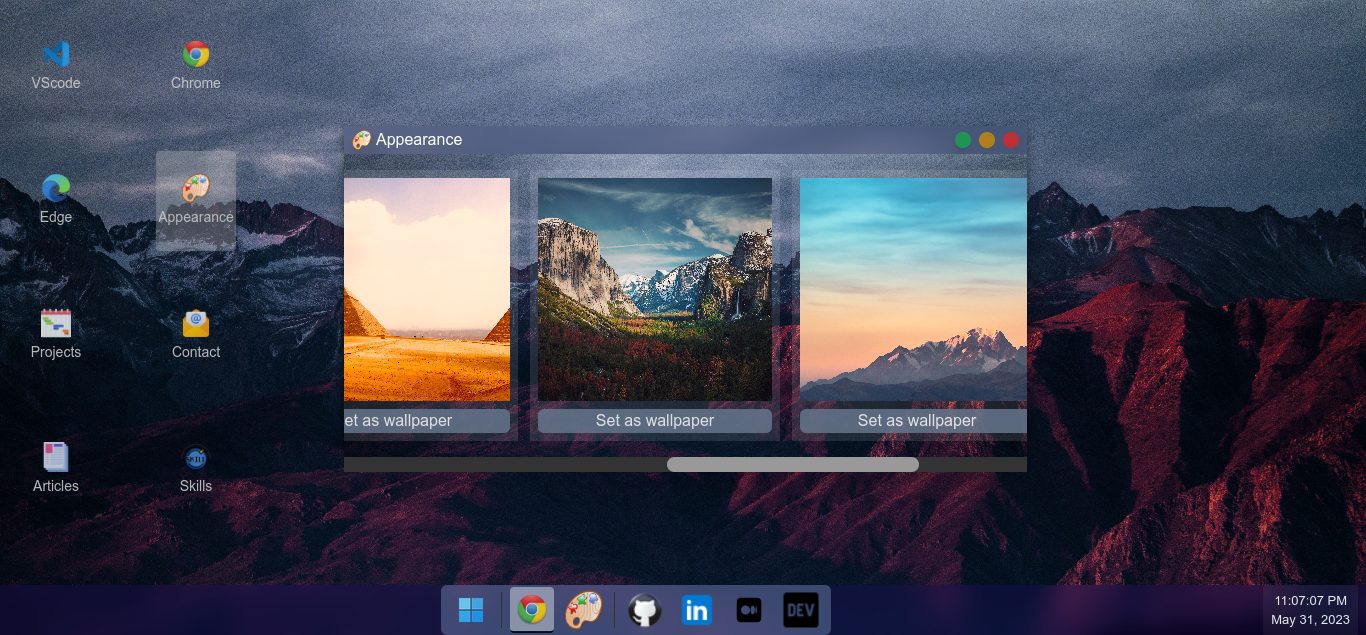 VScode
Chrome
Appearance
Edge
Appearance
et as wallpaper
Set as wallpaper
Set as wallpaper
Projects
Contact
Articles
Skills
SKILL
in
DEV
11:07:07 PM
May 31, 2023